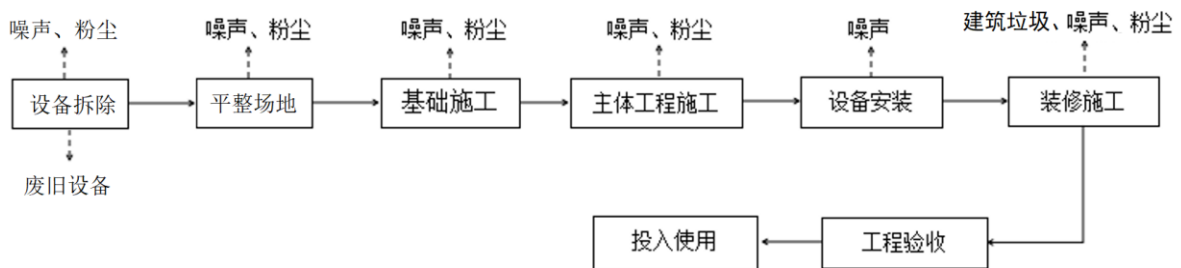 噪声、粉尘
噪声、粉尘
噪声、粉尘
噪声、粉尘
噪声
建筑垃圾、噪声、粉尘
设备拆除
平整场地
基础施工
主体工程施工
设备安装
装修施工
废旧设备
投入使用
工程验收